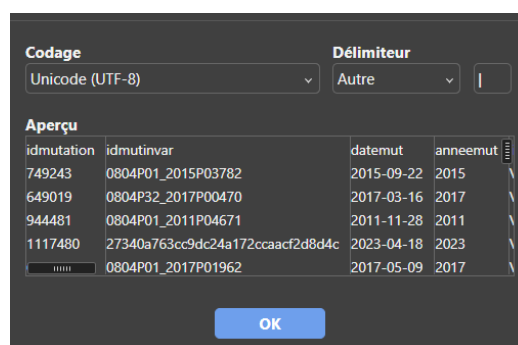 Codage Délimiteur
Unicode (UTF-8) Autre |
Aperçu
idmutation idmutinvar datemut anneemut
749243 0804P01_2015P03782 2015-09-22 2015
649019 0804P32_2017P00470 2017-03-16 2017
944481 0804P01_2011P04671 2011-11-28 2011
1117480 27340a763cc9dc24a172ccaacf2d8d4c 2023-04-18 2023
0804P01_2017P01962 2017-05-09 2017
OK